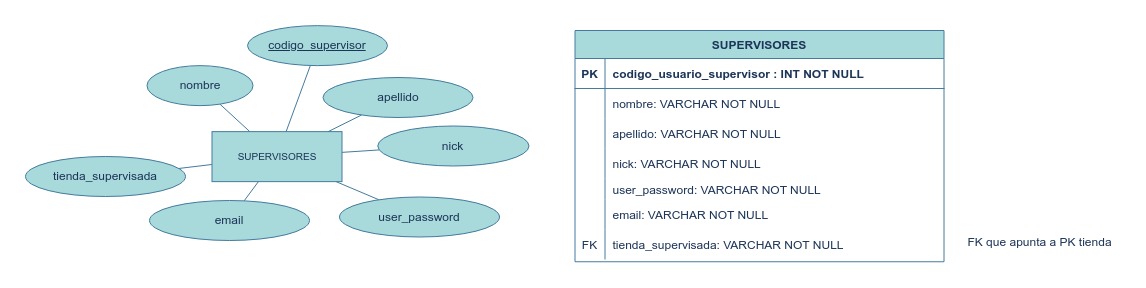 codigo_supervisor
nombre
apellido
nick
SUPERVISORES
tienda_supervisada
email
user_password
SUPERVISORES
PK codigo_usuario_supervisor : INT NOT NULL
nombre: VARCHAR NOT NULL
apellido: VARCHAR NOT NULL
nick: VARCHAR NOT NULL
user_password: VARCHAR NOT NULL
email: VARCHAR NOT NULL
FK tienda_supervisada: VARCHAR NOT NULL
FK que apunta a PK tienda